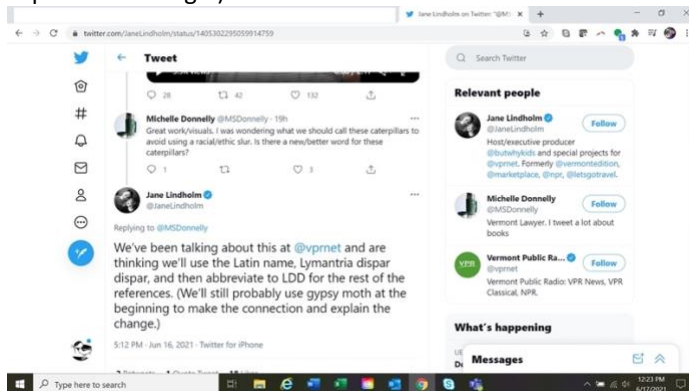 Jane Lindholm on Twitter: "@MS
twitter.com/JaneLindholm/status/1405302295059914759
Tweet
Search Twitter
28
42
132
Michelle Donnelly @MSDonnelly · 19h
Great work/visuals. I was wondering what we should call these caterpillars to
avoid using a racial/ethic slur. Is there a new/better word for these
caterpillars?
1
3
Jane Lindholm
@JaneLindholm
Replying to @MSDonnelly
We've been talking about this at @vprnet and are
thinking we'll use the Latin name, Lymantria dispar
dispar, and then abbreviate to LDD for the rest of the
references. (We'll still probably use gypsy moth at the
beginning to make the connection and explain the
change.)
5:12 PM · Jun 16, 2021 · Twitter for iPhone
Relevant people
Jane Lindholm
@JaneLindholm
Follow
Host/executive producer
@butwhykids and special projects for
@vprnet. Formerly @vermontedition,
@marketplace, @npr, @letsgotravel.
Michelle Donnelly
@MSDonnelly
Follow
Vermont Lawyer. I tweet a lot about
books
VPR
Vermont Public Ra...
@vprnet
Follow
Vermont Public Radio: VPR News, VPR
Classical, NPR.
What's happening
Messages
Type here to search
12:23 PM
6/17/2021